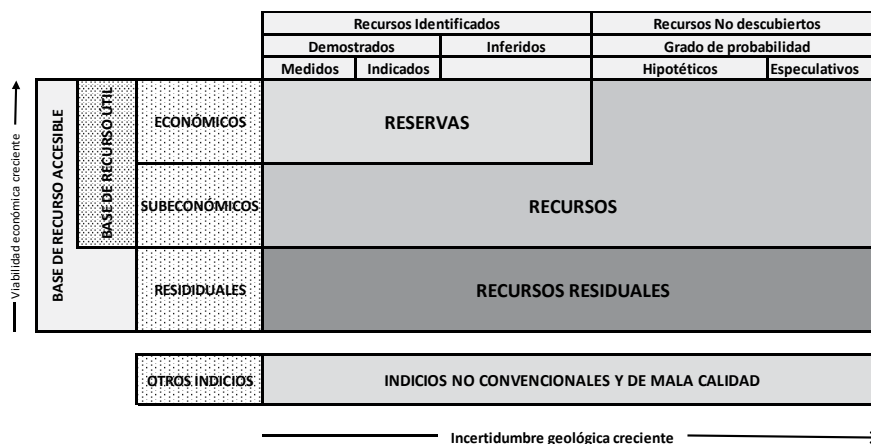 Recursos Identificados
Recursos No descubiertos
Demostrados
Inferidos
Grado de probabilidad
Medidos
Indicados
Hipotéticos
Especulativos
Viabilidad económica creciente
BASE DE RECURSO ACCESIBLE
BASE DE RECURSO ÚTIL
ECONÓMICOS
RESERVAS
SUBECONÓMICOS
RECURSOS
RESIDIDUALES
RECURSOS RESIDUALES
OTROS INDICIOS
INDICIOS NO CONVENCIONALES Y DE MALA CALIDAD
Incertidumbre geológica creciente